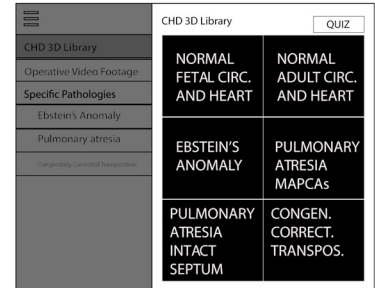 CHD 3D Library
Operative Video Footage
Specific Pathologies
Ebstein's Anomaly
Pulmonary atresia
Congenitally Corrected Transposition
CHD 3D Library
QUIZ
NORMAL
FETAL CIRC.
AND HEART
NORMAL
ADULT CIRC.
AND HEART
EBSTEIN'S
ANOMALY
PULMONARY
ATRESIA
MAPCAs
PULMONARY
ATRESIA
INTACT
SEPTUM
CONGEN.
CORRECT.
TRANSPOS.